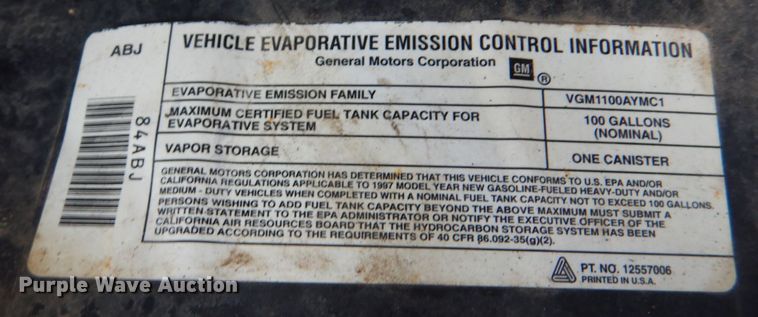 ABJ
84ABJ
VEHICLE EVAPORATIVE EMISSION CONTROL INFORMATION
General Motors Corporation GM ®
EVAPORATIVE EMISSION FAMILY VGM1100AYMC1
MAXIMUM CERTIFIED FUEL TANK CAPACITY FOR
EVAPORATIVE SYSTEM
100 GALLONS
(NOMINAL)
VAPOR STORAGE ONE CANISTER
GENERAL MOTORS CORPORATION HAS DETERMINED THAT THIS VEHICLE CONFORMS TO U.S. EPA AND/OR
CALIFORNIA REGULATIONS APPLICABLE TO 1997 MODEL YEAR NEW GASOLINE-FUELED HEAVY-DUTY AND/OR
MEDIUM - DUTY VEHICLES WHEN COMPLETED WITH A NOMINAL FUEL TANK CAPACITY NOT TO EXCEED 100 GALLONS.
PERSONS WISHING TO ADD FUEL TANK CAPACITY BEYOND THE ABOVE MAXIMUM MUST SUBMIT A
WRITTEN STATEMENT TO THE EPA ADMINISTRATOR OR NOTIFY THE EXECUTIVE OFFICER OF THE
CALIFORNIA AIR RESOURCES BOARD THAT THE HYDROCARBON STORAGE SYSTEM HAS BEEN
UPGRADED ACCORDING TO THE REQUIREMENTS OF 40 CFR 86.092-35(g)(2).
PT. NO. 12557006
PRINTED IN U.S.A.
Purple Wave Auction